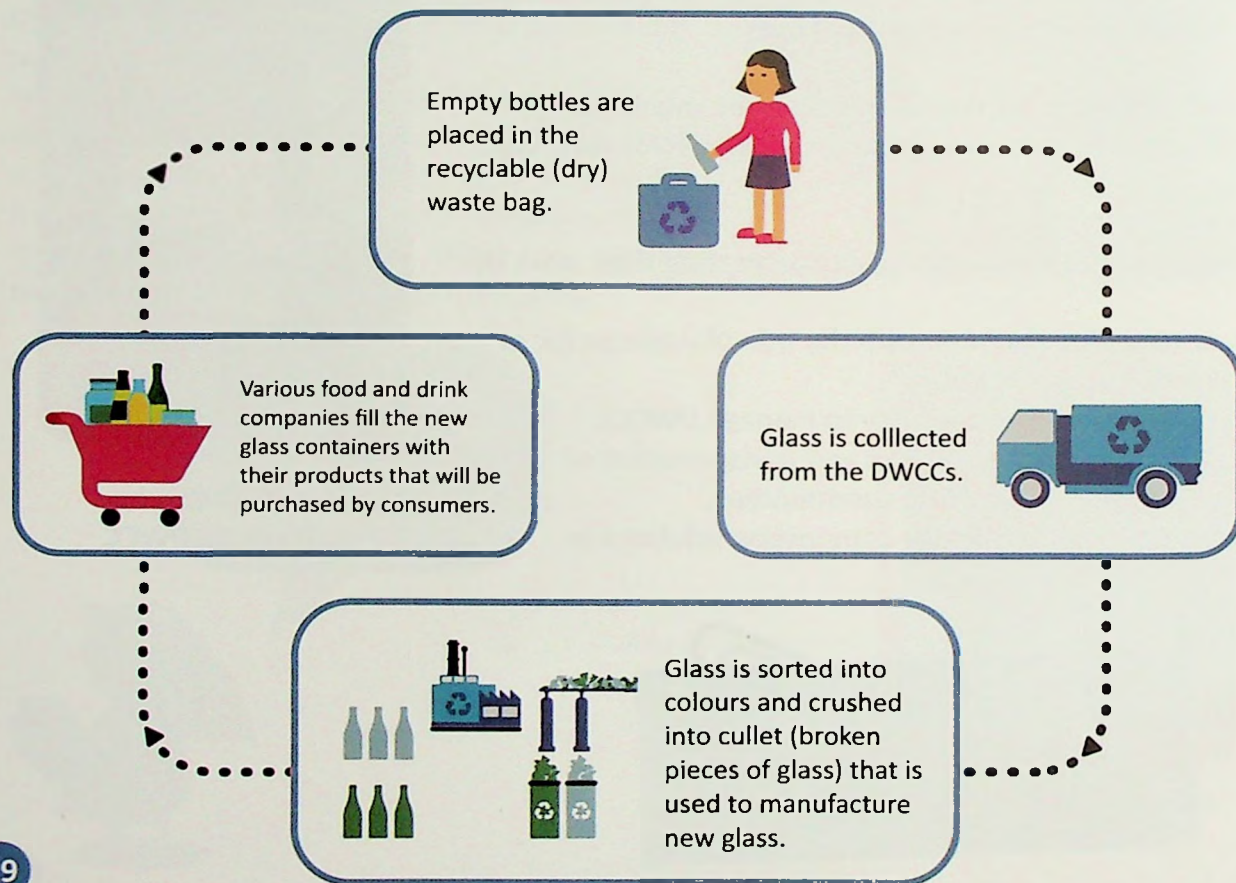 Empty bottles are
placed in the
recyclable (dry)
waste bag.
Glass is colllected
from the DWCCs.
Glass is sorted into
colours and crushed
into cullet (broken
pieces of glass) that is
used to manufacture
new glass.
Various food and drink
companies fill the new
glass containers with
their products that will be
purchased by consumers.
9